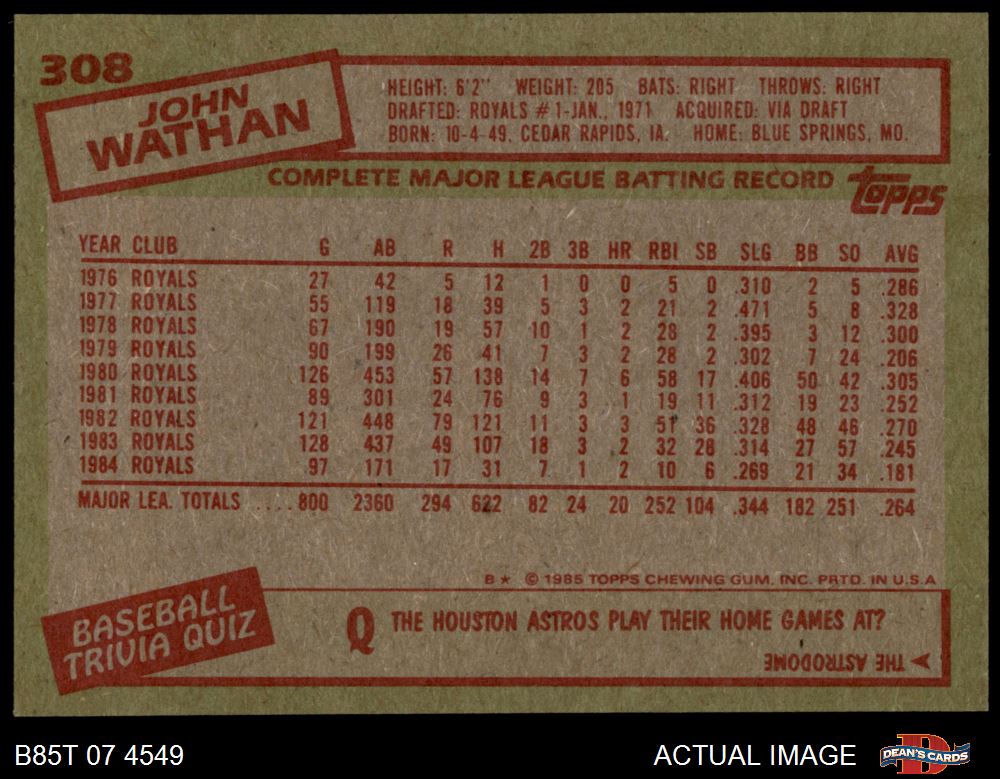 308
JOHN
WATHAN
HEIGHT: 6'2" WEIGHT: 205 BATS: RIGHT THROWS: RIGHT
DRAFTED: ROYALS #1-JAN., 1971 ACQUIRED: VIA DRAFT
BORN: 10-4-49, CEDAR RAPIDS, IA. HOME: BLUE SPRINGS, MO.
COMPLETE MAJOR LEAGUE BATTING RECORD
topps
YEAR CLUB G AB R H 2B 3B HR RBI SB SLG BB SO AVG
1976 ROYALS 27 42 5 12 1 0 0 5 0 .310 2 5 .286
1977 ROYALS 55 119 18 39 5 3 2 21 2 .471 5 8 .328
1978 ROYALS 67 190 19 57 10 1 2 28 2 .395 3 12 .300
1979 ROYALS 90 199 26 41 7 3 2 28 2 .302 7 24 .206
1980 ROYALS 126 453 57 138 14 7 6 58 17 .406 50 42 .305
1981 ROYALS 89 301 24 76 9 3 1 19 11 .312 19 23 .252
1982 ROYALS 121 448 79 121 11 3 3 51 36 .328 48 46 .270
1983 ROYALS 128 437 49 107 18 3 2 32 28 .314 27 57 .245
1984 ROYALS 97 171 17 31 7 1 2 10 6 .269 21 34 .181
MAJOR LEA. TOTALS ....800 2360 294 622 82 24 20 252 104 .344 182 251 .264
B★ © 1985 TOPPS CHEWING GUM, INC. PRTD. IN U.S.A
BASEBALL
TRIVIA QUIZ
Q THE HOUSTON ASTROS PLAY THEIR HOME GAMES AT?
THE ASTRODOME
B85T 07 4549
ACTUAL IMAGE
DEAN'S CARDS